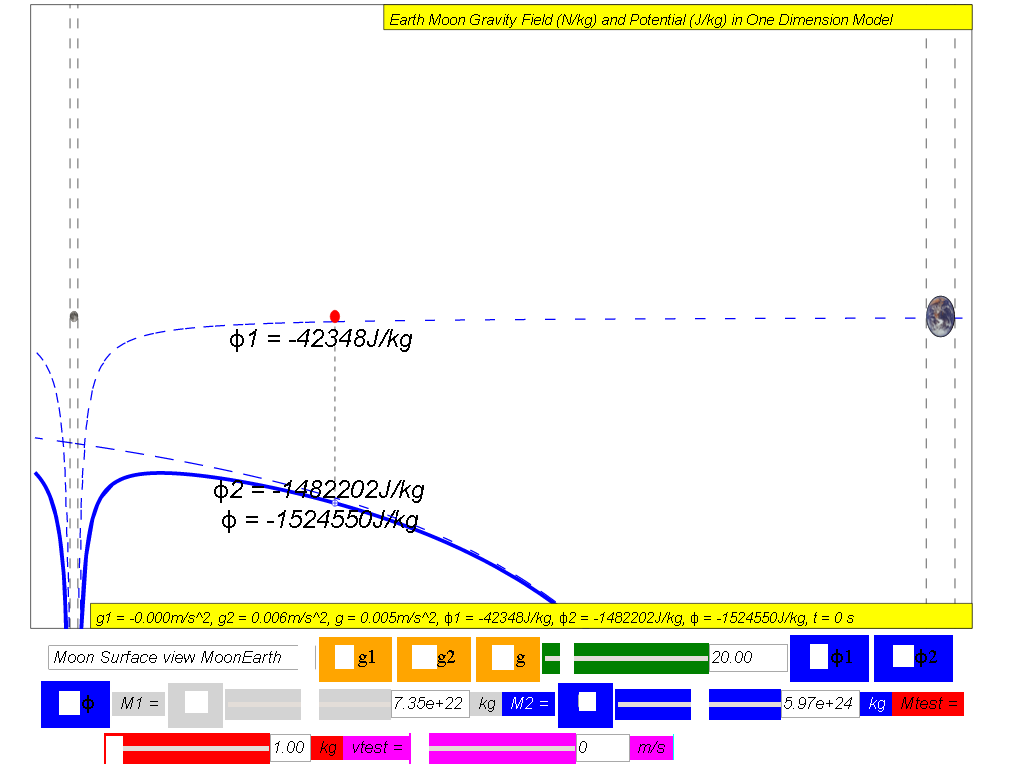 Earth Moon Gravity Field (N/kg) and Potential (J/kg) in One Dimension Model
ϕ1 = -42348J/kg
ϕ2 = -1482202J/kg
ϕ = -1524550J/kg
g1 = -0.000m/s^2, g2 = 0.006m/s^2, g = 0.005m/s^2, ϕ1 = -42348J/kg, ϕ2 = -1482202J/kg, ϕ = -1524550J/kg, t = 0 s
Moon Surface view MoonEarth g1 g2 g 20.00 ϕ1 ϕ2
ϕ M1 = 7.35e+22 kg M2 = 5.97e+24 kg Mtest =
1.00 kg vtest = 0 m/s